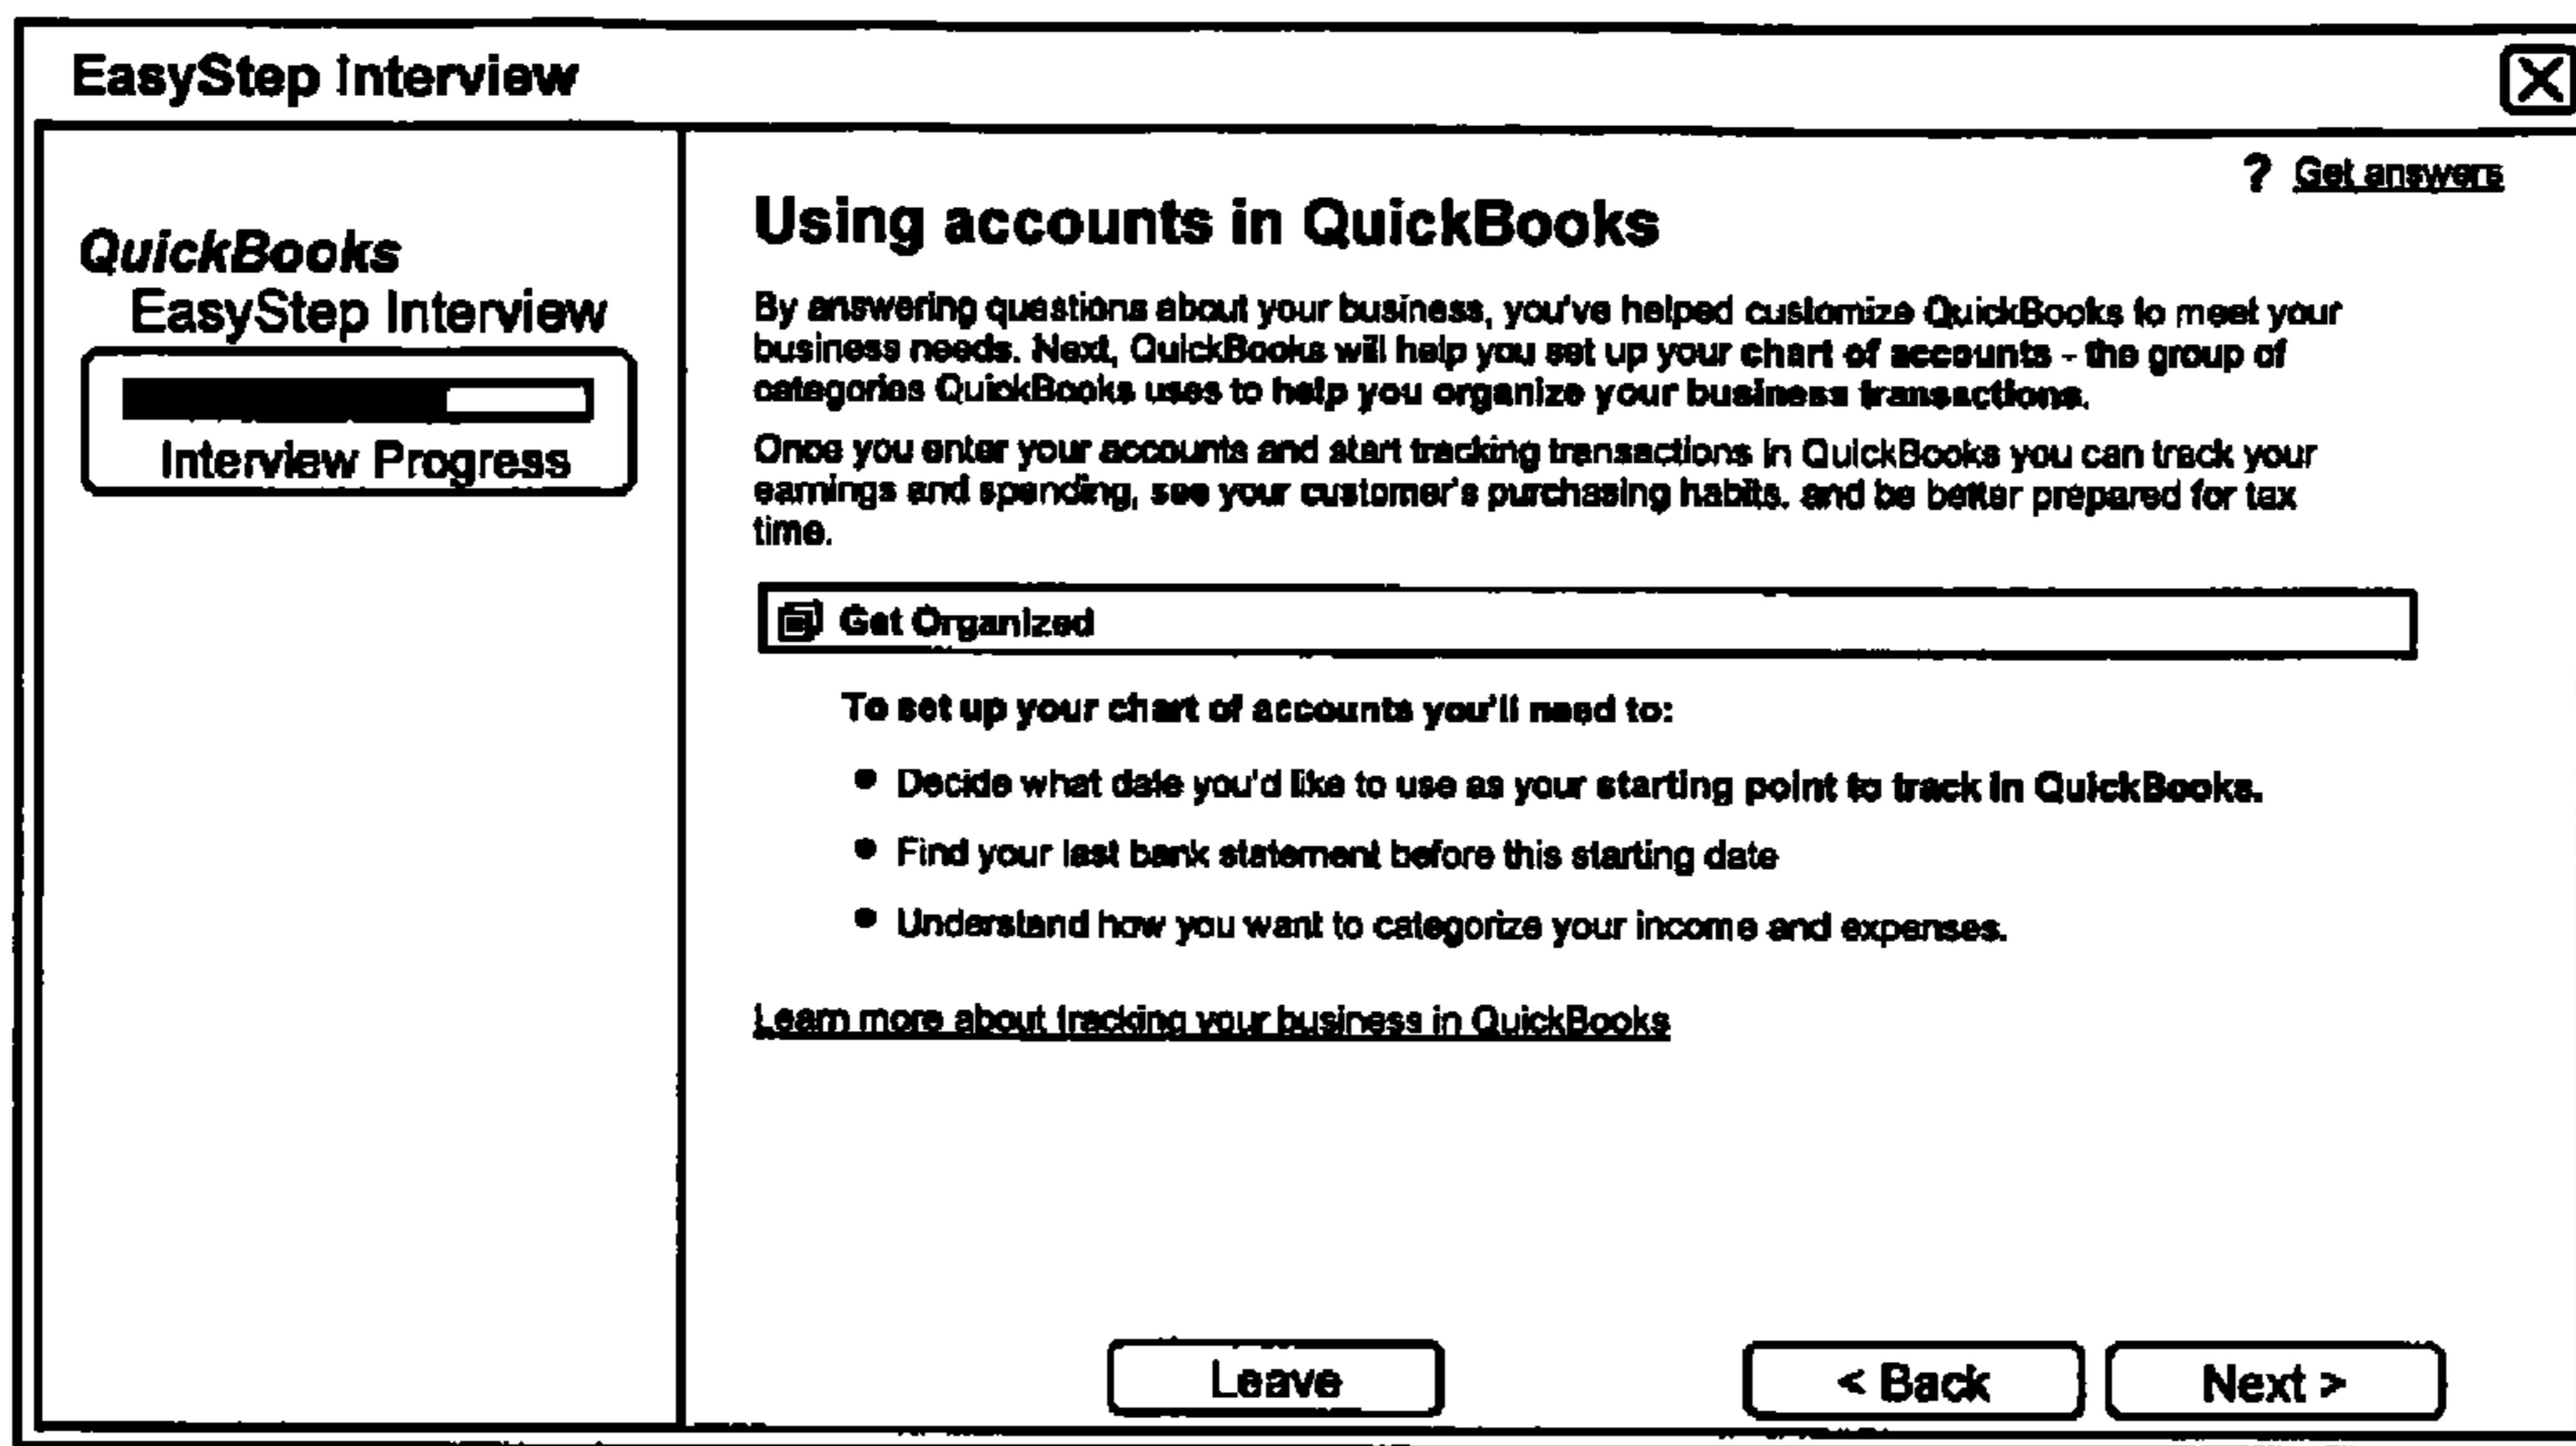 EasyStep Interview
? Get answers
QuickBooks
EasyStep Interview
Interview Progress
Using accounts in QuickBooks
By answering questions about your business, you've helped customize QuickBooks to meet your
business needs. Next, QuickBooks will help you set up your chart of accounts - the group of
categories QuickBooks uses to help you organize your business transactions.
Once you enter your accounts and start tracking transactions in QuickBooks you can track your
earnings and spending, see your customer's purchasing habits. and be better prepared for tax
time.
Get Organized
To set up your chart of accounts you'll need to:
• Decide what date you'd like to use as your starting point to track in QuickBooks.
• Find your last bank statement before this starting date
• Understand how you want to categorize your income and expenses.
Learn more about tracking your business in QuickBooks
Leave
< Back
Next >